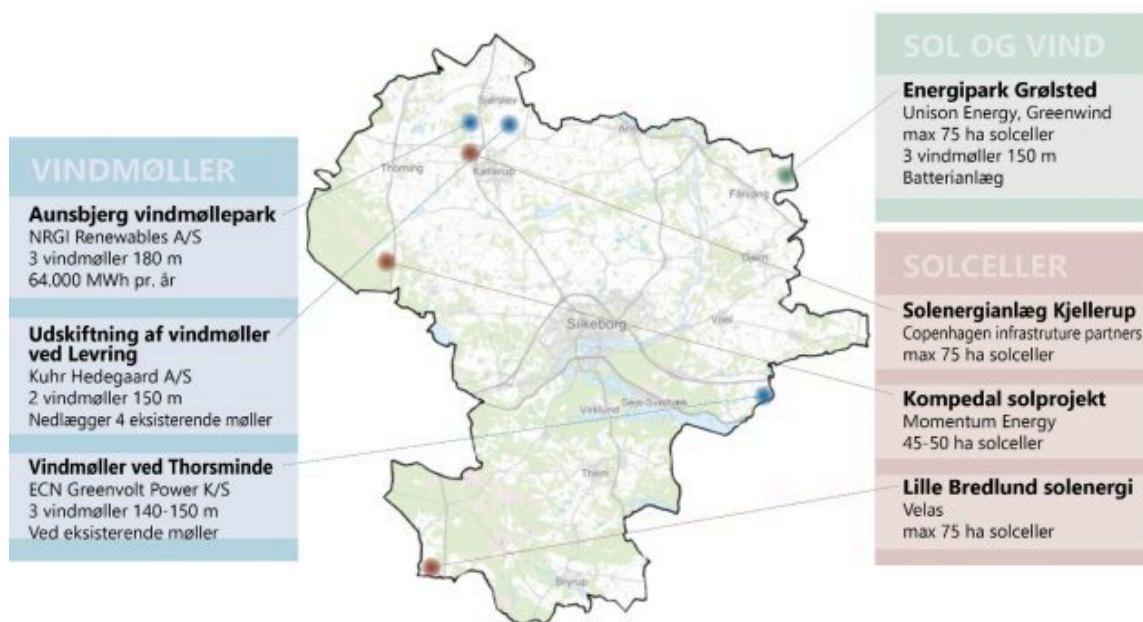 VINDMØLLER
Aunsbjerg vindmøllepark
NRGI Renewables A/S
3 vindmøller 180 m
64.000 MWh pr. år
Udskiftning af vindmøller
ved Levring
Kuhr Hedegaard A/S
2 vindmøller 150 m
Nedlægger 4 eksisterende møller
Vindmøller ved Thorsminde
ECN Greenvolt Power K/S
3 vindmøller 140-150 m
Ved eksisterende møller
Sjørslev
Thorning
Kjellerup
Fårvang
Silkeborg
Voel
Virklund
Them
Bryrup
SOL OG VIND
Energipark Grølsted
Unison Energy, Greenwind
max 75 ha solceller
3 vindmøller 150 m
Batterianlæg
SOLCELLER
Solenergianlæg Kjellerup
Copenhagen infrastruture partners
max 75 ha solceller
Kompedal solprojekt
Momentum Energy
45-50 ha solceller
Lille Bredlund solenergi
Velas
max 75 ha solceller